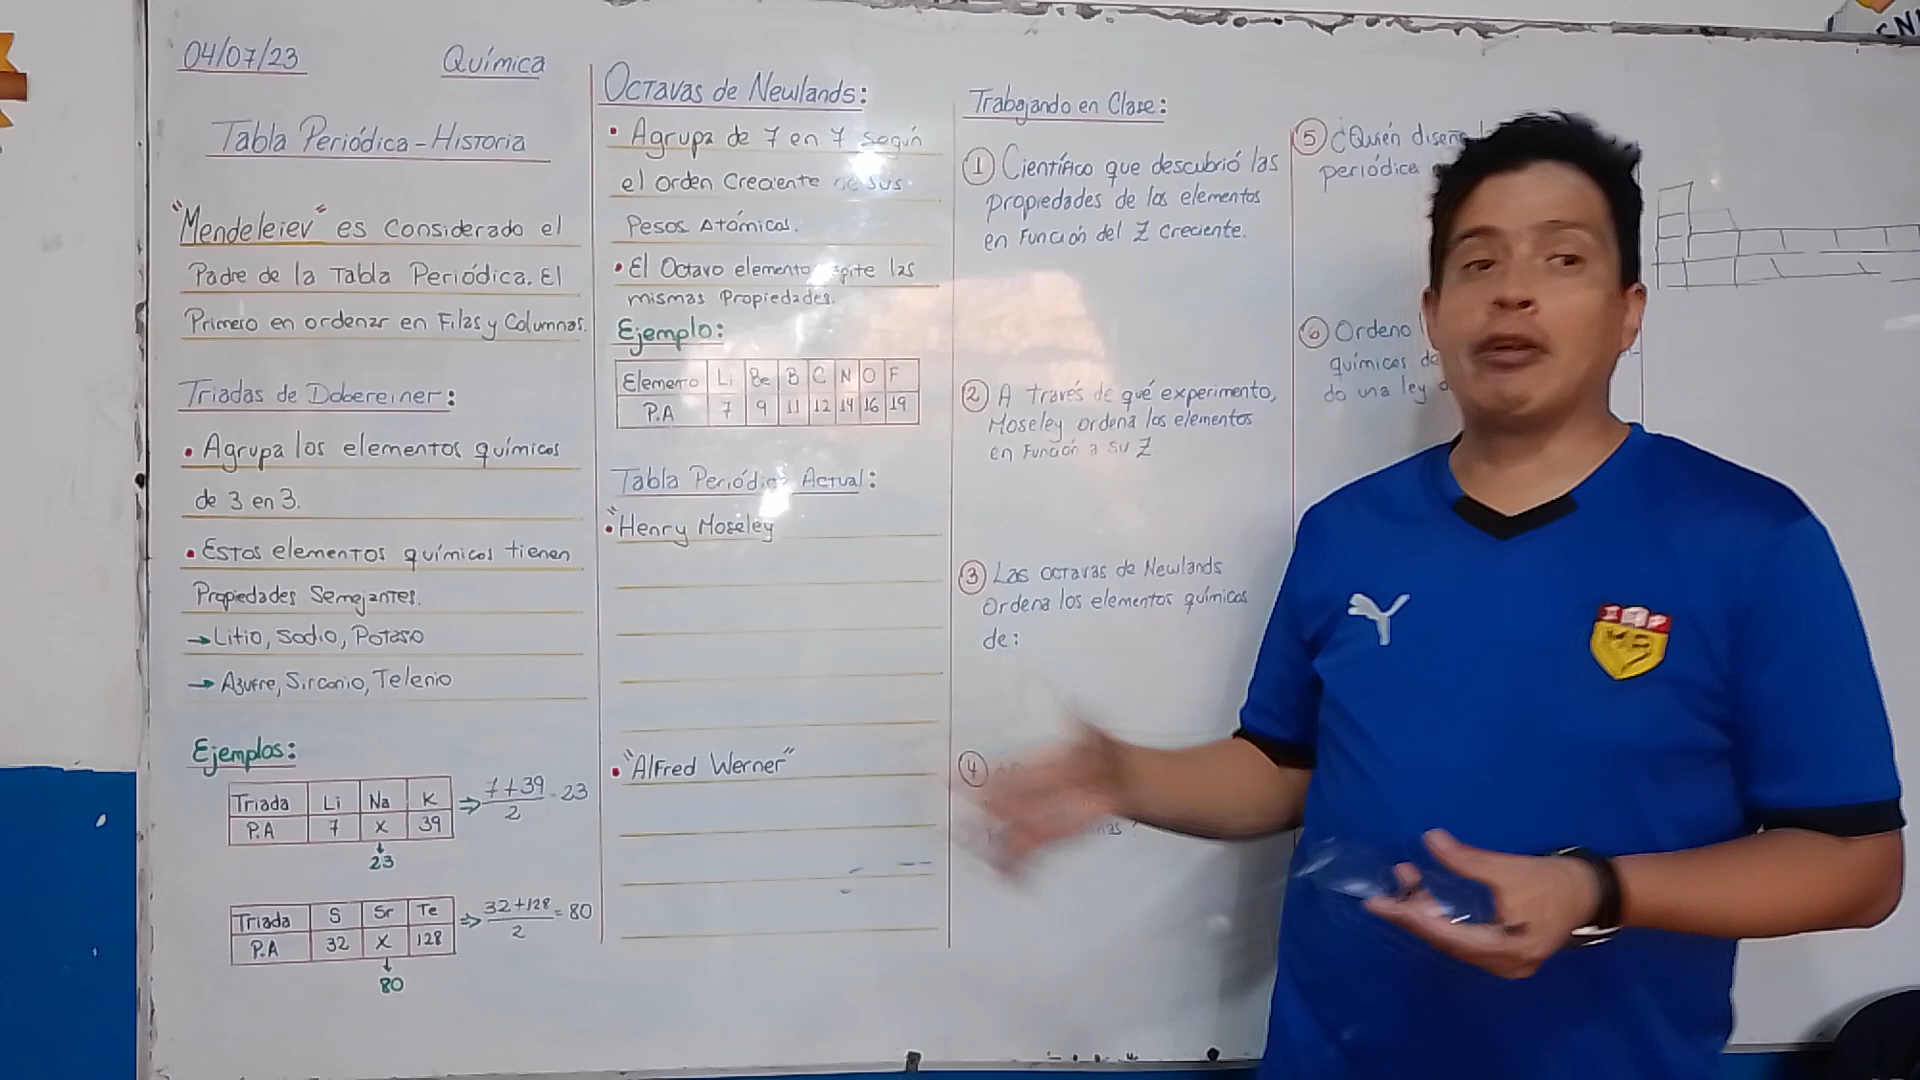 04/07/23 Química
Tabla Periódica - Historia
"Mendeleiev" es Considerado el
Padre de la Tabla Periódica. El
Primero en ordenar en Filas y Columnas.
Triadas de Dobereiner:
• Agrupa los elementos químicos
de 3 en 3.
• Estos elementos químicos tienen
Propiedades Semejantes.
→ Litio, Sodio, Potasio
→ Azufre, Sirconio, Telenio
Ejemplos:
Triada Li Na K
P.A 7 X 39
⇒ 7+39/2 = 23
23
Triada S Sr Te
P.A 32 X 128
⇒ 32+128/2 = 80
80
Octavas de Newlands:
• Agrupa de 7 en 7 según
el Orden Creciente de sus
Pesos Atómicos.
• El Octavo elemento las
mismas Propiedades.
Ejemplo:
Elemento Li Be B C N O F
P.A 7 9 11 12 14 16 19
Tabla Periódica Actual:
• "Henry Moseley
• "Alfred Werner"
Trabajando en Clase:
1 Científico que descubrió las
propiedades de los elementos
en Función del Z Creciente.
2 A través de qué experimento,
Moseley ordena los elementos
en Función a su Z
3 Las octavas de Newlands
Ordena los elementos químicos
de:
4
5 ¿Quién
periódica
6 Ordeno
químicos
do una ley
MR